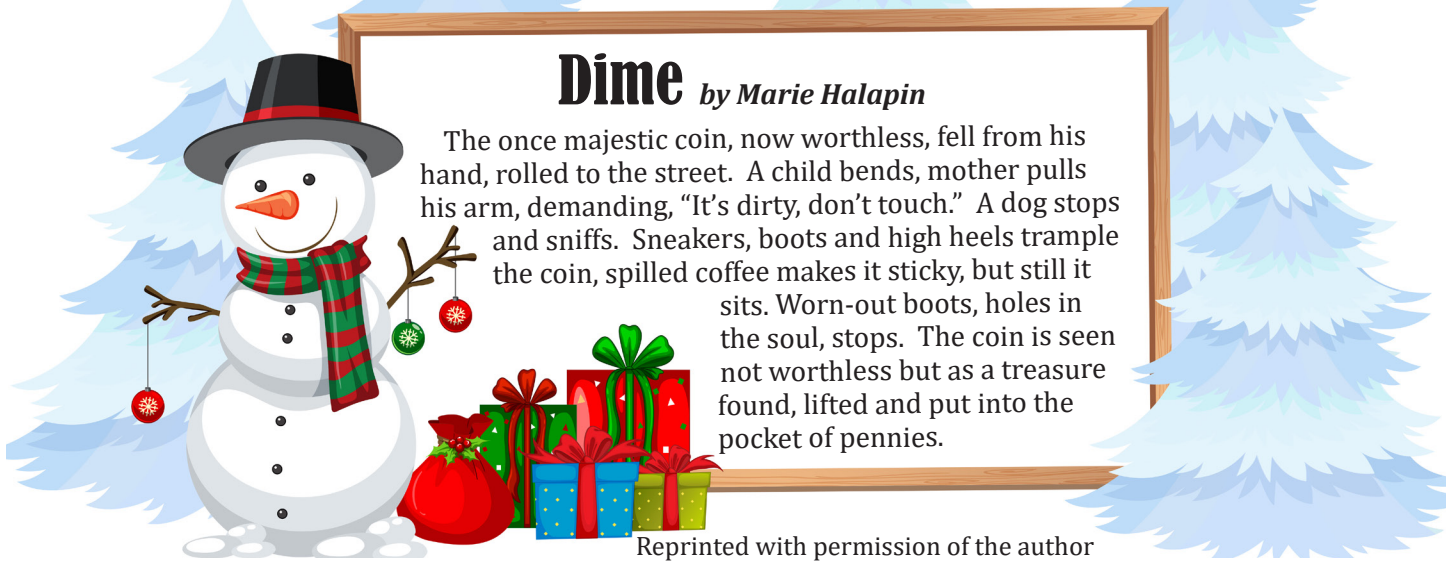 Dime by Marie Halapin
The once majestic coin, now worthless, fell from his
hand, rolled to the street.  A child bends, mother pulls
his arm, demanding, “It’s dirty, don’t touch.”  A dog stops
and sniffs.  Sneakers, boots and high heels trample
the coin, spilled coffee makes it sticky, but still it
sits. Worn-out boots, holes in
the soul, stops.  The coin is seen
not worthless but as a treasure
found, lifted and put into the
pocket of pennies.
Reprinted with permission of the author